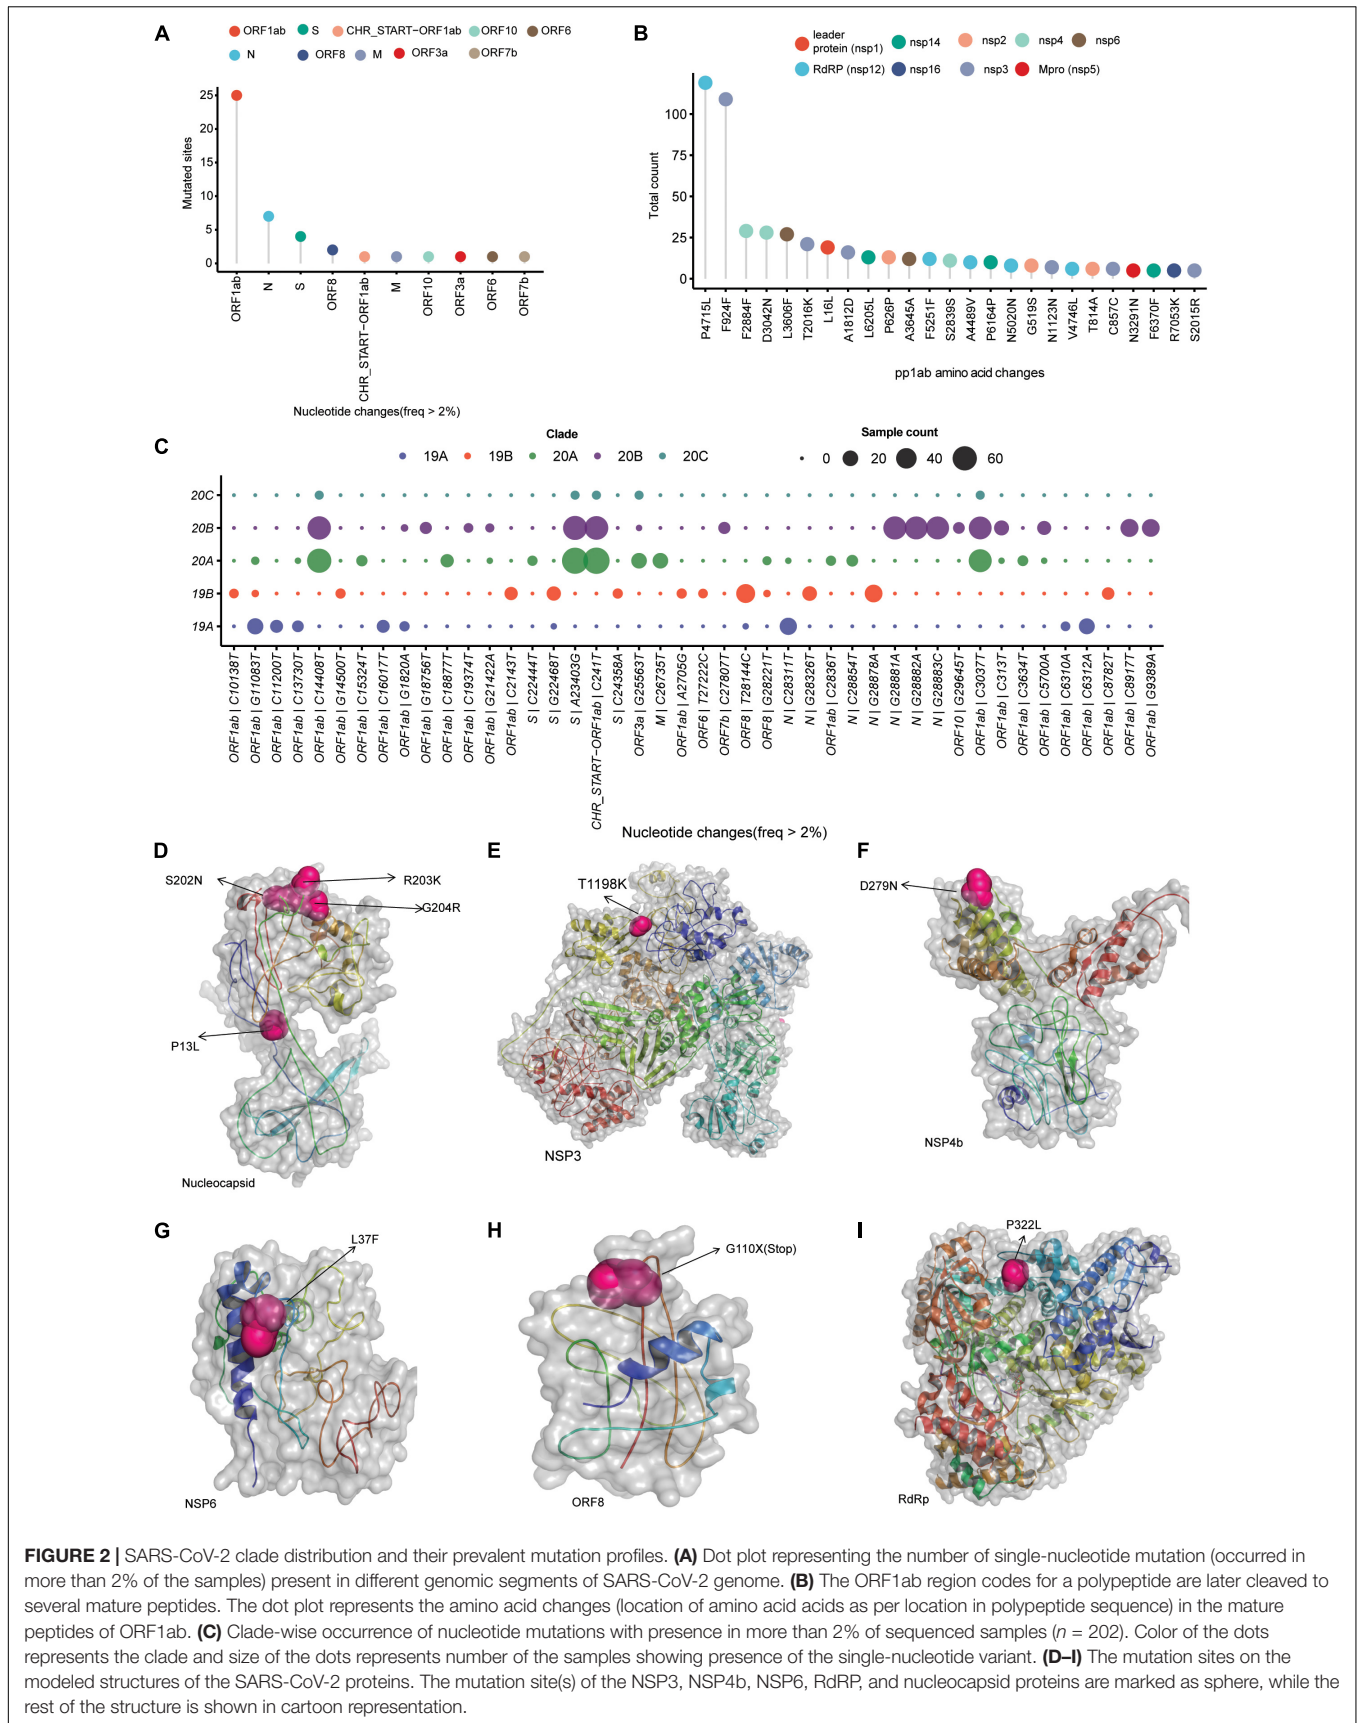 A
ORF1ab
S
CHR_START−ORF1ab
ORF10
ORF6
N
ORF8
M
ORF3a
ORF7b
Mutated sites
25
20
15
10
5
0
ORF1ab
N
S
ORF8
CHR_START−ORF1ab
M
ORF10
ORF3a
ORF6
ORF7b
Nucleotide changes(freq > 2%)
B
leader
protein (nsp1)
nsp14
nsp2
nsp4
nsp6
RdRP (nsp12)
nsp16
nsp3
Mpro (nsp5)
Total couunt
100
75
50
25
0
P4715L
F924F
F2884F
D3042N
L3606F
T2016K
L16L
A1812D
L6205L
P626P
A3645A
F5251F
S2839S
A4489V
P6164P
N5020N
G519S
N1123N
V4746L
T814A
C857C
N3291N
F6370F
R7053K
S2015R
pp1ab amino acid changes
C
Clade
19A
19B
20A
20B
20C
Sample count
0
20
40
60
20C
20B
20A
19B
19A
ORF1ab | C10138T
ORF1ab | G11083T
ORF1ab | C11200T
ORF1ab | C13730T
ORF1ab | C14408T
ORF1ab | G14500T
ORF1ab | C15324T
ORF1ab | C16017T
ORF1ab | G1820A
ORF1ab | G18756T
ORF1ab | C18877T
ORF1ab | C19374T
ORF1ab | G21422A
ORF1ab | C2143T
S | C22444T
S | G22468T
S | A23403G
CHR_START−ORF1ab | C241T
S | C24358A
ORF3a | G25563T
M | C26735T
ORF1ab | A2705G
ORF6 | T27222C
ORF7b | C27807T
ORF8 | T28144C
ORF8 | G28221T
N | C28311T
N | G28326T
ORF1ab | C2836T
N | C28854T
N | G28878A
N | G28881A
N | G28882A
N | G28883C
ORF10 | G29645T
ORF1ab | C3037T
ORF1ab | C313T
ORF1ab | C3634T
ORF1ab | C5700A
ORF1ab | C6310A
ORF1ab | C6312A
ORF1ab | C8782T
ORF1ab | C8917T
ORF1ab | G9389A
Nucleotide changes(freq > 2%)
D
S202N
R203K
G204R
P13L
Nucleocapsid
E
T1198K
NSP3
F
D279N
NSP4b
G
L37F
NSP6
H
G110X(Stop)
ORF8
I
P322L
RdRp
FIGURE 2 | SARS-CoV-2 clade distribution and their prevalent mutation profiles. (A) Dot plot representing the number of single-nucleotide mutation (occurred in
more than 2% of the samples) present in different genomic segments of SARS-CoV-2 genome. (B) The ORF1ab region codes for a polypeptide are later cleaved to
several mature peptides. The dot plot represents the amino acid changes (location of amino acid acids as per location in polypeptide sequence) in the mature
peptides of ORF1ab. (C) Clade-wise occurrence of nucleotide mutations with presence in more than 2% of sequenced samples (n = 202). Color of the dots
represents the clade and size of the dots represents number of the samples showing presence of the single-nucleotide variant. (D–I) The mutation sites on the
modeled structures of the SARS-CoV-2 proteins. The mutation site(s) of the NSP3, NSP4b, NSP6, RdRP, and nucleocapsid proteins are marked as sphere, while the
rest of the structure is shown in cartoon representation.